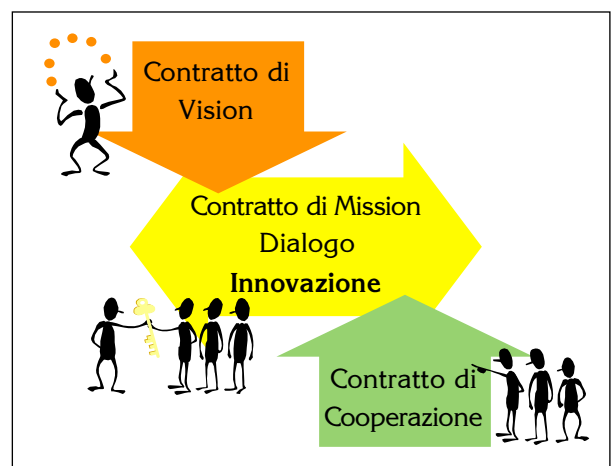 Contratto di
Vision
Contratto di Mission
Dialogo
Innovazione
Contratto di
Cooperazione